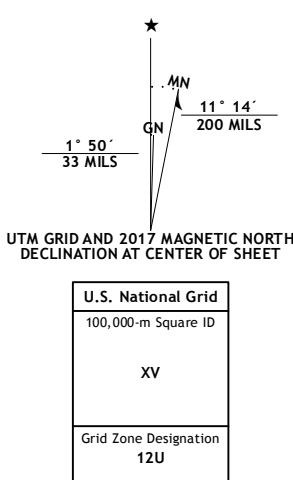 MN
GN
11° 14´
200 MILS
1° 50´
33 MILS
UTM GRID AND 2017 MAGNETIC NORTH
DECLINATION AT CENTER OF SHEET
U.S. National Grid
100,000-m Square ID
XV
Grid Zone Designation
12U